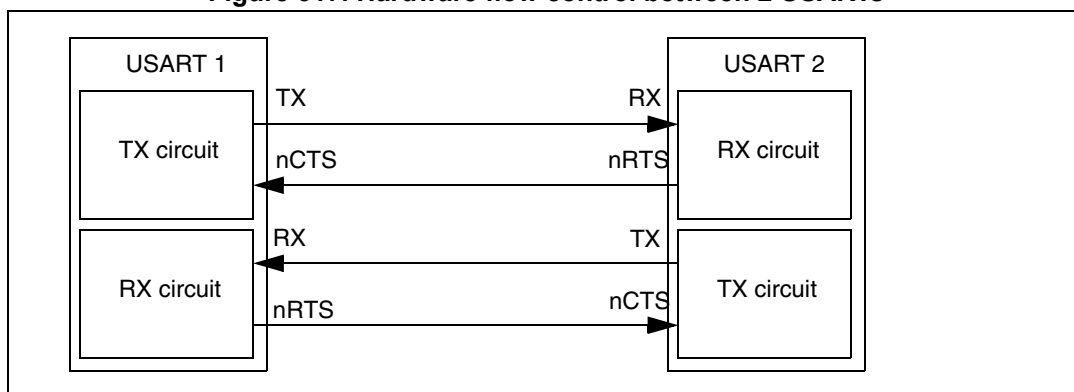 USART 1
USART 2
TX
RX
TX circuit
RX circuit
nCTS
nRTS
RX
TX
RX circuit
TX circuit
nRTS
nCTS